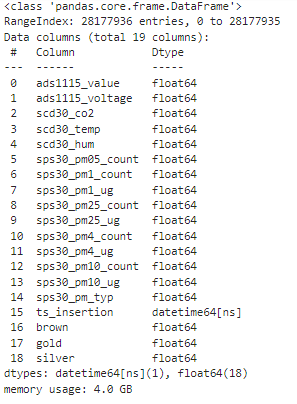 <class 'pandas.core.frame.DataFrame'>
RangeIndex: 28177936 entries, 0 to 28177935
Data columns (total 19 columns):
 #   Column            Dtype
---  ------            -----
 0   ads1115_value     float64
 1   ads1115_voltage   float64
 2   scd30_co2         float64
 3   scd30_temp        float64
 4   scd30_hum         float64
 5   sps30_pm05_count  float64
 6   sps30_pm1_count   float64
 7   sps30_pm1_ug      float64
 8   sps30_pm25_count  float64
 9   sps30_pm25_ug     float64
 10  sps30_pm4_count   float64
 11  sps30_pm4_ug      float64
 12  sps30_pm10_count  float64
 13  sps30_pm10_ug     float64
 14  sps30_pm_typ      float64
 15  ts_insertion      datetime64[ns]
 16  brown             float64
 17  gold              float64
 18  silver            float64
dtypes: datetime64[ns](1), float64(18)
memory usage: 4.0 GB